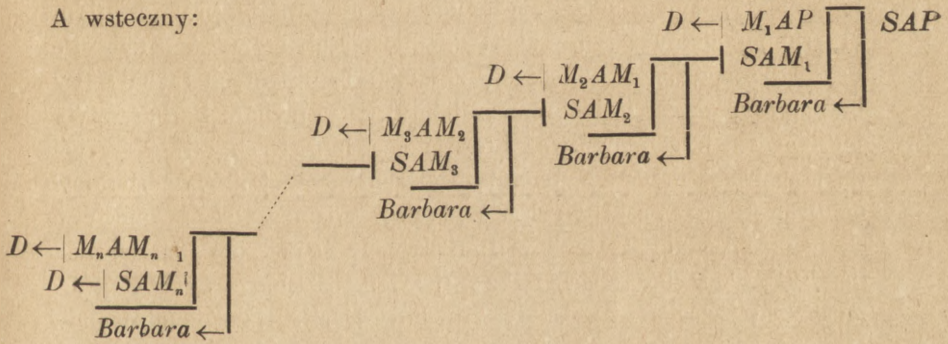 A wsteczny:
D ←| M₁AP SAP
SAM₁
D ←| M₂AM₁
SAM₂
Barbara ←
D ←| M₃AM₂
SAM₃
Barbara ←
Barbara ←
D ←| MₙAMₙ ₁
D ←| SAMₙ
Barbara ←